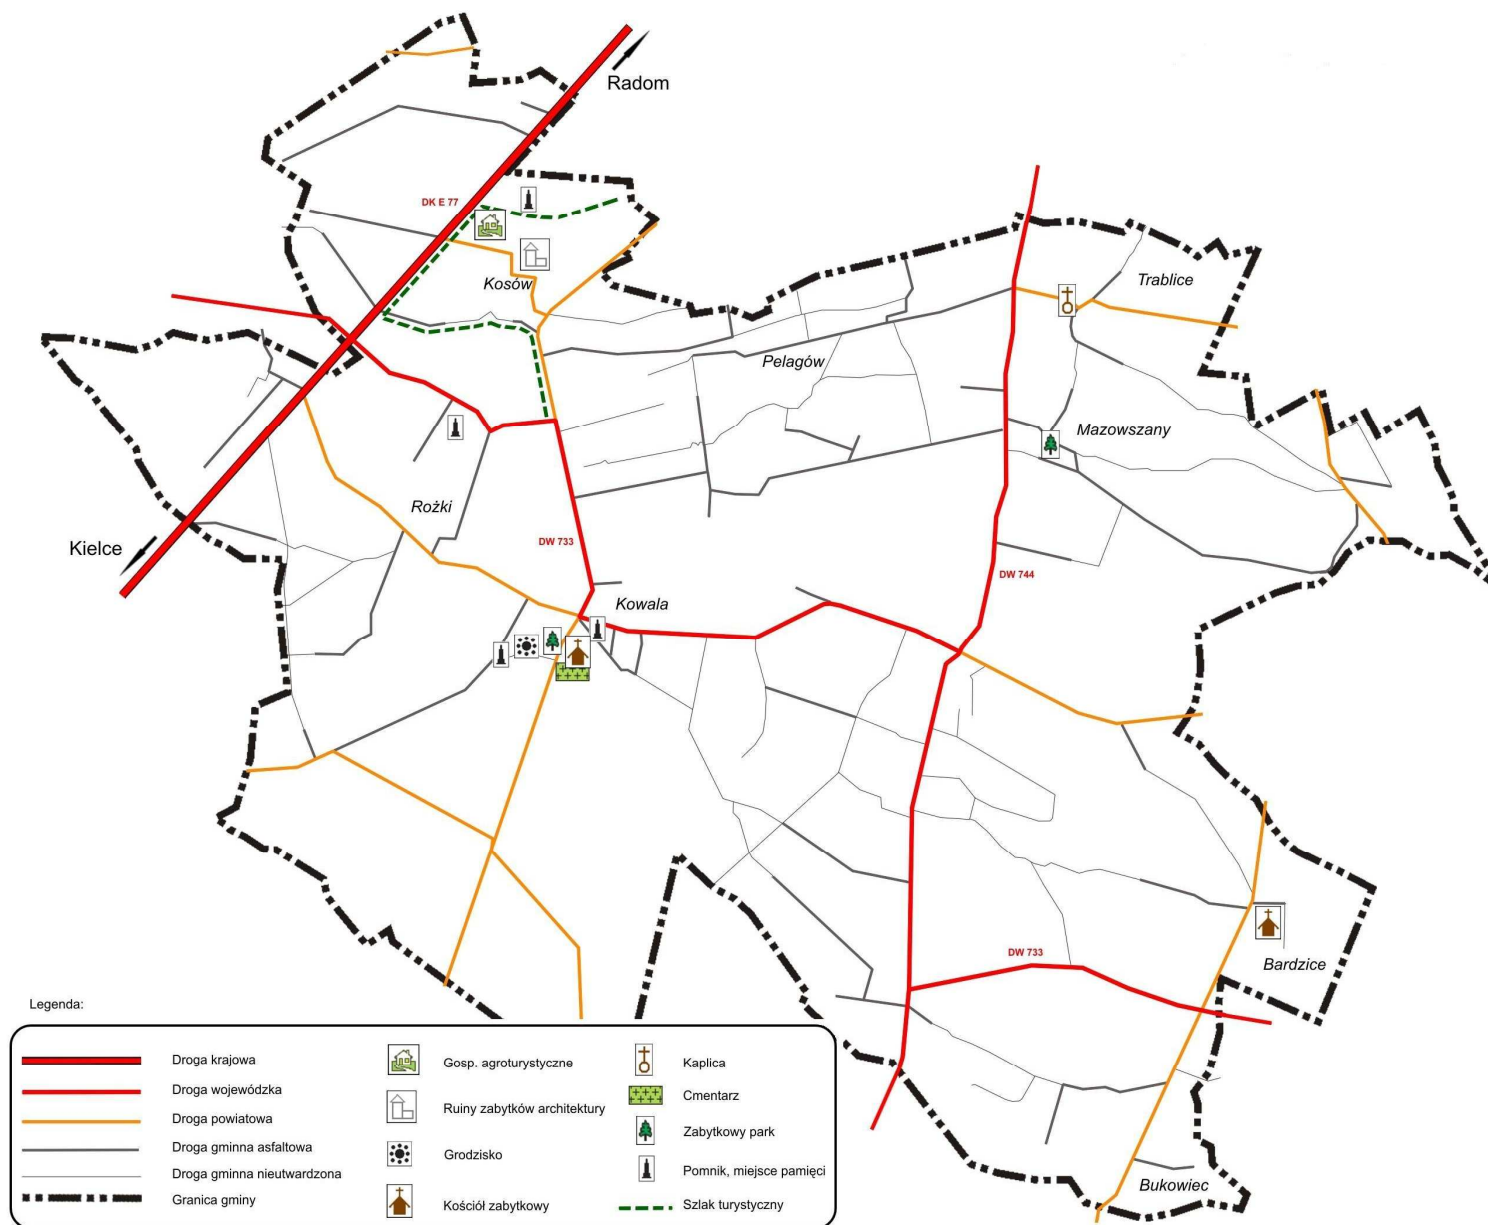 Radom
DK E 77
Kosów
Trablice
Pelagów
Mazowszany
Rożki
Kielce
DW 733
DW 744
Kowala
DW 733
Bardzice
Bukowiec
Legenda:
Droga krajowa
Droga wojewódzka
Droga powiatowa
Droga gminna asfaltowa
Droga gminna nieutwardzona
Granica gminy
Gosp. agroturystyczne
Ruiny zabytków architektury
Grodzisko
Kościół zabytkowy
Kaplica
Cmentarz
Zabytkowy park
Pomnik, miejsce pamięci
Szlak turystyczny